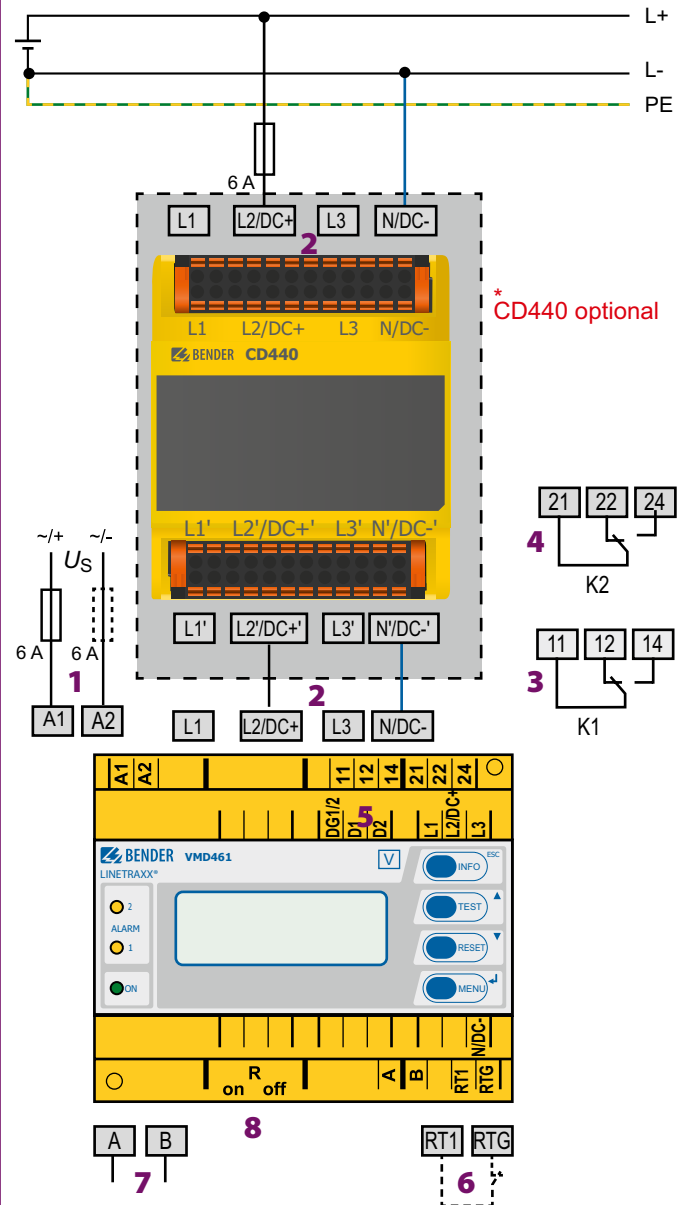 L+
L-
PE
6 A
L1 L2/DC+ L3 N/DC-
2
* 
CD440 optional
L1 L2/DC+ L3 N/DC-
BENDER CD440
L1' L2'/DC+' L3' N'/DC-'
21 22 24
4
K2
~/+ ~/-
US
6 A 6 A
1
A1 A2
L1' L2'/DC+' L3' N'/DC-'
2
L1 L2/DC+ L3 N/DC-
11 12 14
3
K1
A1 A2 11 12 14 21 22 24
5
DG1/2 D1 D2 L1 L2/DC+ L3
BENDER VMD461
LINETRAXX®
V
INFO ESC
2
TEST
ALARM
1
RESET
ON
MENU
N/DC-
R
on off
A B RT1 RTG
8
A B
7
RT1 RTG
6